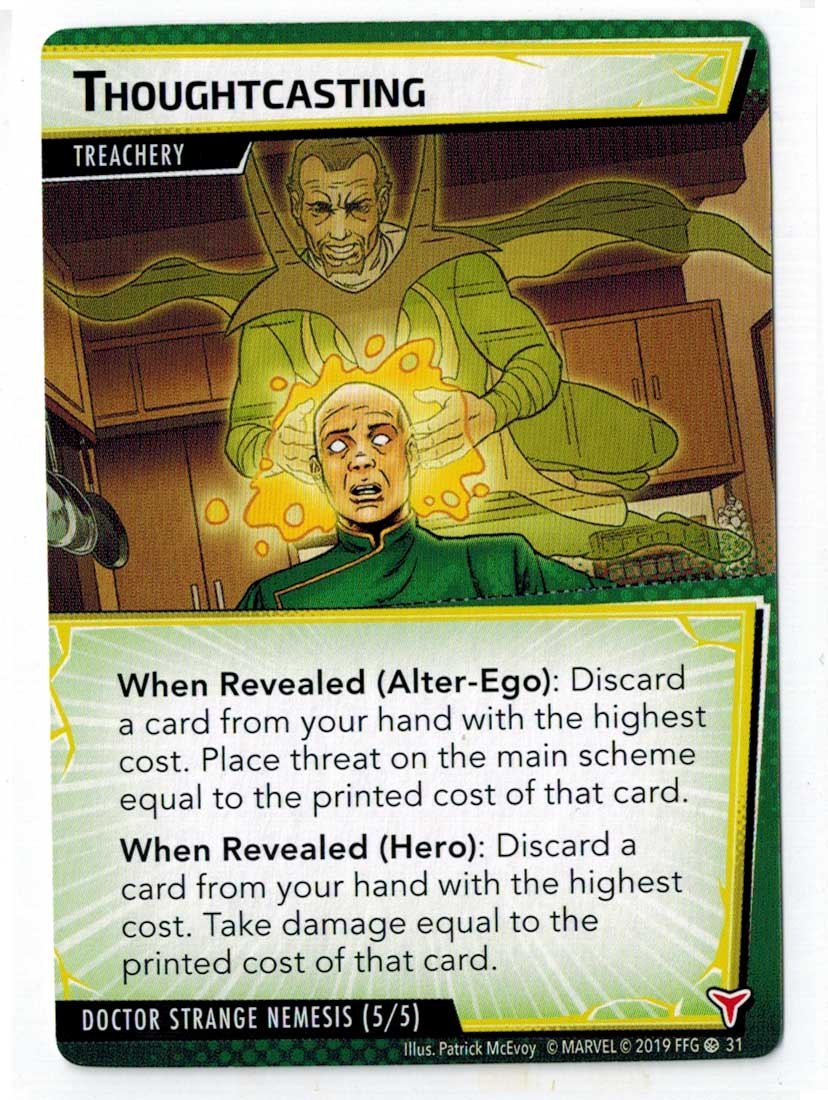 THOUGHTCASTING
TREACHERY
When Revealed (Alter-Ego): Discard
a card from your hand with the highest
cost. Place threat on the main scheme
equal to the printed cost of that card.
When Revealed (Hero): Discard a
card from your hand with the highest
cost. Take damage equal to the
printed cost of that card.
DOCTOR STRANGE NEMESIS (5/5)
Illus. Patrick McEvoy © MARVEL © 2019 FFG 31